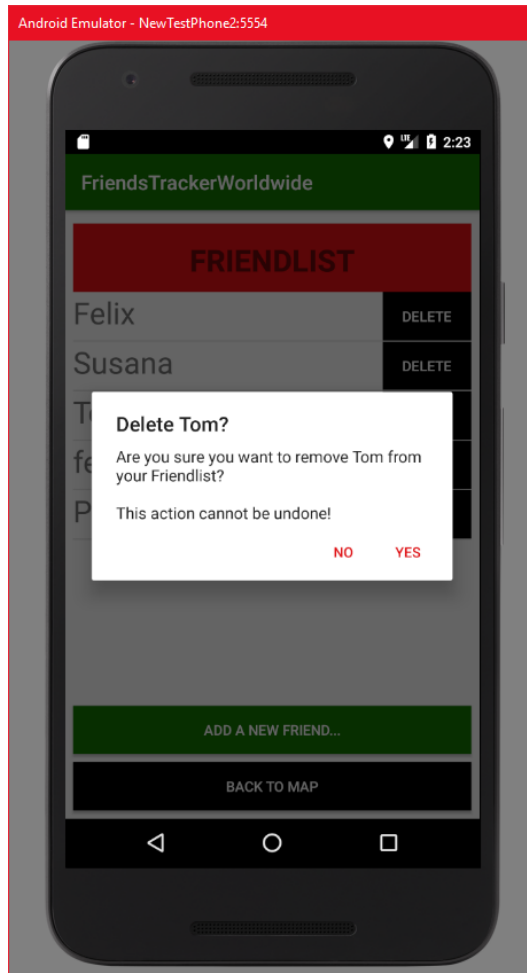 Android Emulator - NewTestPhone2:5554
LTE 2:23
FriendsTrackerWorldwide
FRIENDLIST
Felix DELETE
Susana DELETE
Delete Tom?
Are you sure you want to remove Tom from
your Friendlist?
This action cannot be undone!
NO YES
ADD A NEW FRIEND...
BACK TO MAP